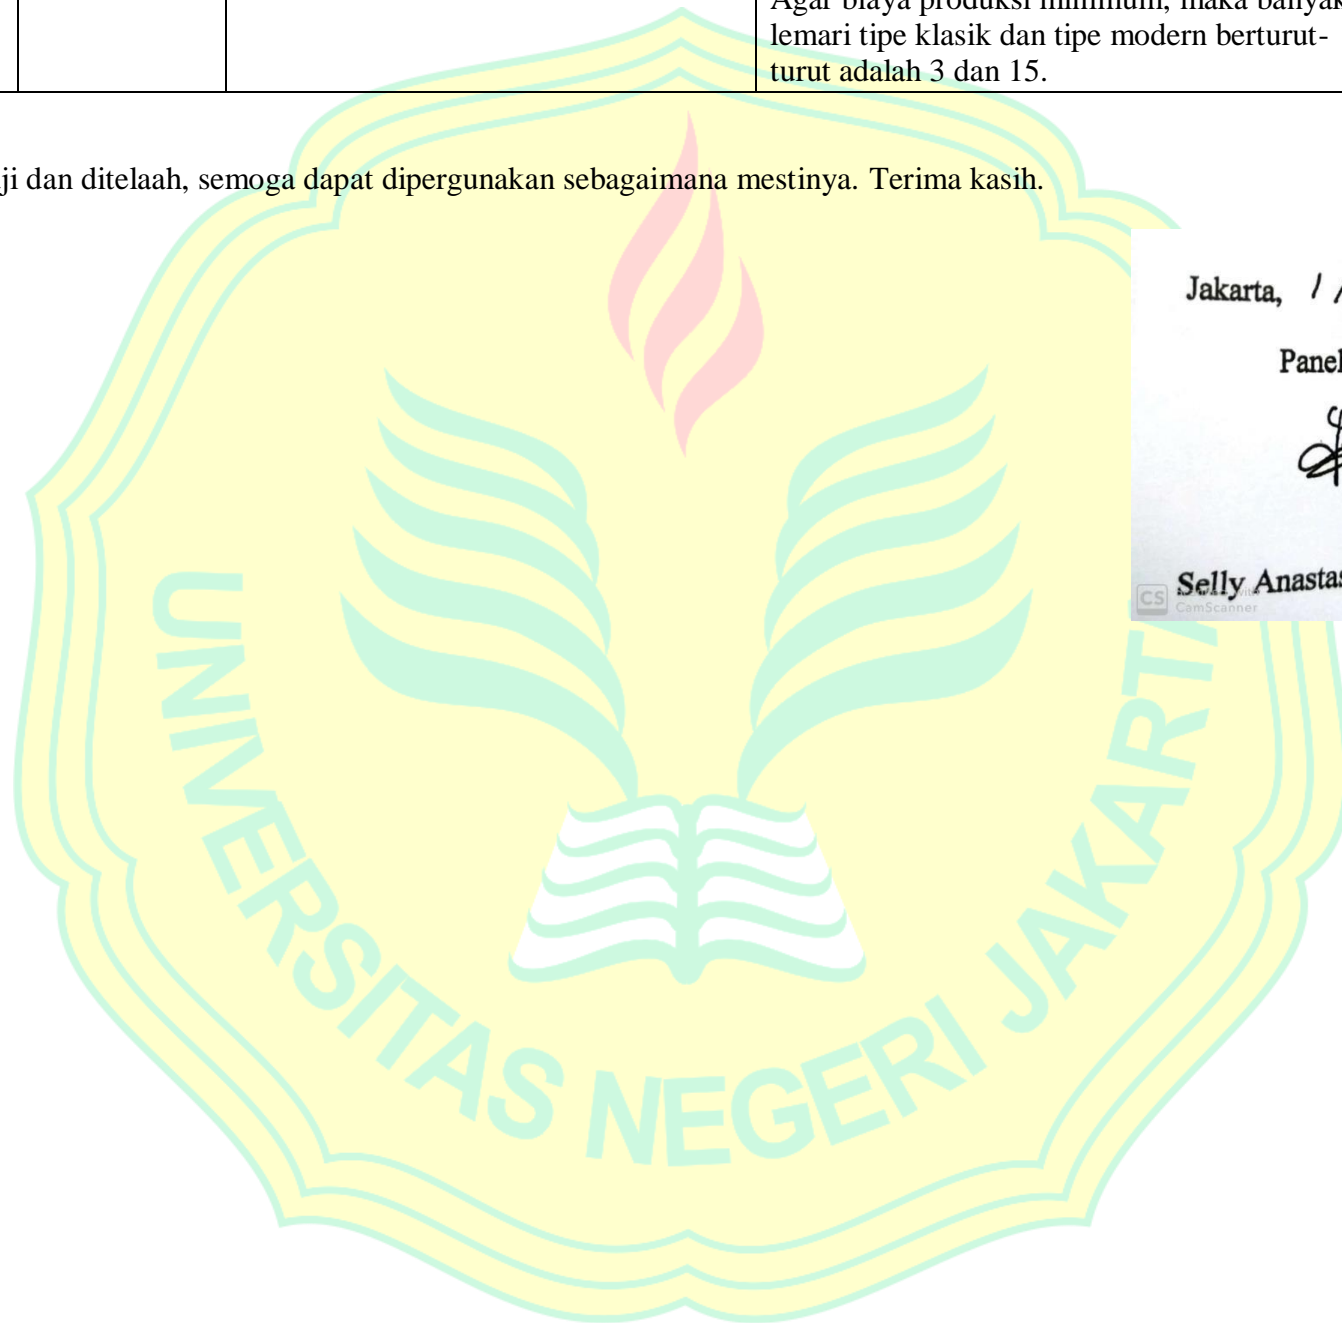 Agar biaya produksi minimum, maka banyak
lemari tipe klasik dan tipe modern berturut-
turut adalah 3 dan 15.
ji dan ditelaah, semoga dapat dipergunakan sebagaimana mestinya. Terima kasih.
Jakarta, 1/
Panel
Selly Anastas
CS
CamScanner
UNIVERSITAS NEGERI JAKARTA